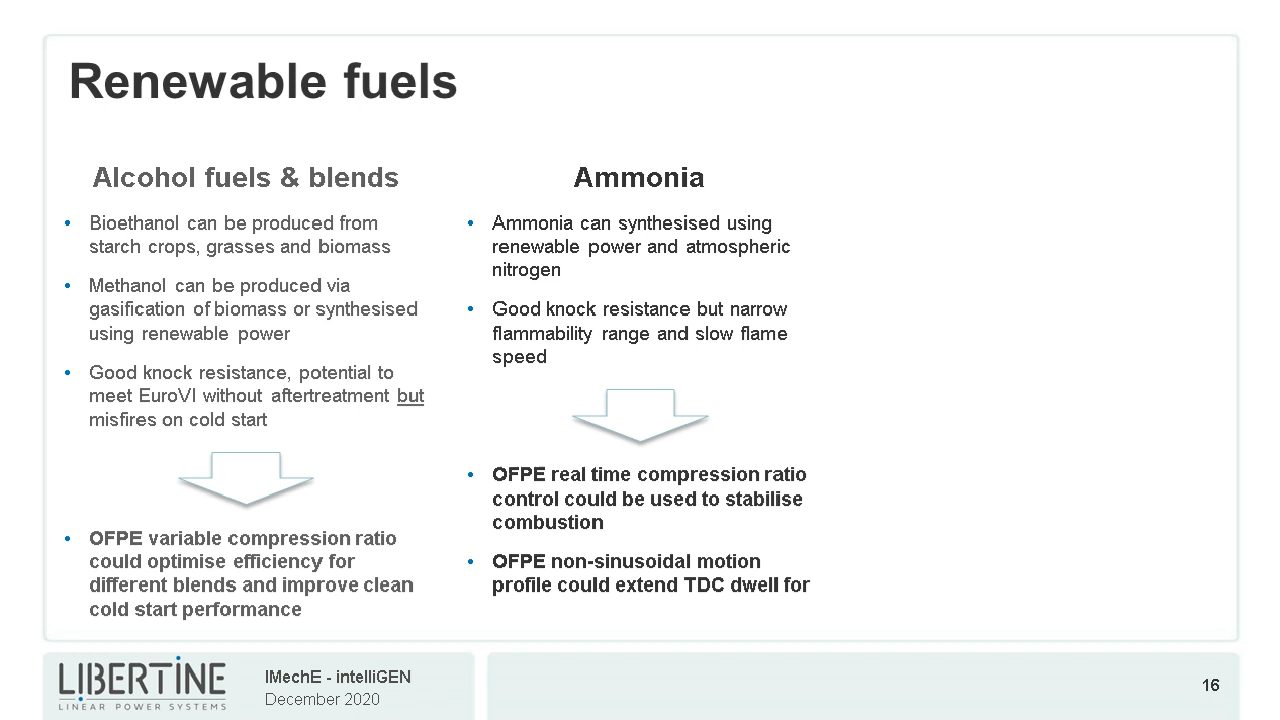 Renewable fuels
Alcohol fuels & blends
• Bioethanol can be produced from
starch crops, grasses and biomass
• Methanol can be produced via
gasification of biomass or synthesised
using renewable power
• Good knock resistance, potential to
meet EuroVI without aftertreatment but
misfires on cold start
• OFPE variable compression ratio
could optimise efficiency for
different blends and improve clean
cold start performance
Ammonia
• Ammonia can synthesised using
renewable power and atmospheric
nitrogen
• Good knock resistance but narrow
flammability range and slow flame
speed
• OFPE real time compression ratio
control could be used to stabilise
combustion
• OFPE non-sinusoidal motion
profile could extend TDC dwell for
LIBERTINE
LINEAR POWER SYSTEMS
IMechE - intelliGEN
December 2020
16